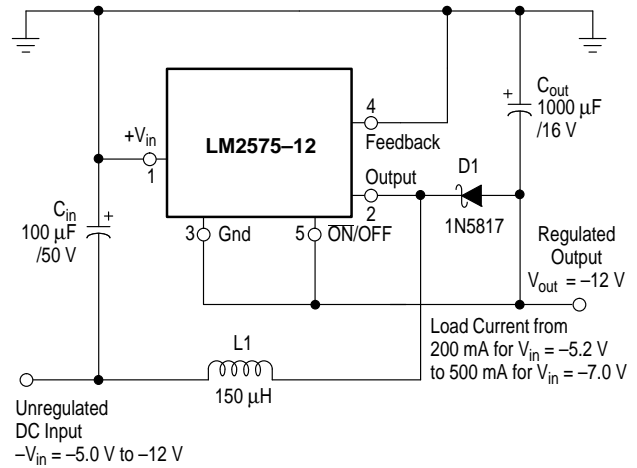 C_out
1000 µF
/16 V
+
4
Feedback
+V_in
1
LM2575–12
D1
1N5817
Output
2
C_in
100 µF
/50 V
+
3
Gnd
5
ON/OFF
Regulated
Output
V_out = –12 V
Load Current from
200 mA for V_in = –5.2 V
to 500 mA for V_in = –7.0 V
L1
150 µH
Unregulated
DC Input
–V_in = –5.0 V to –12 V